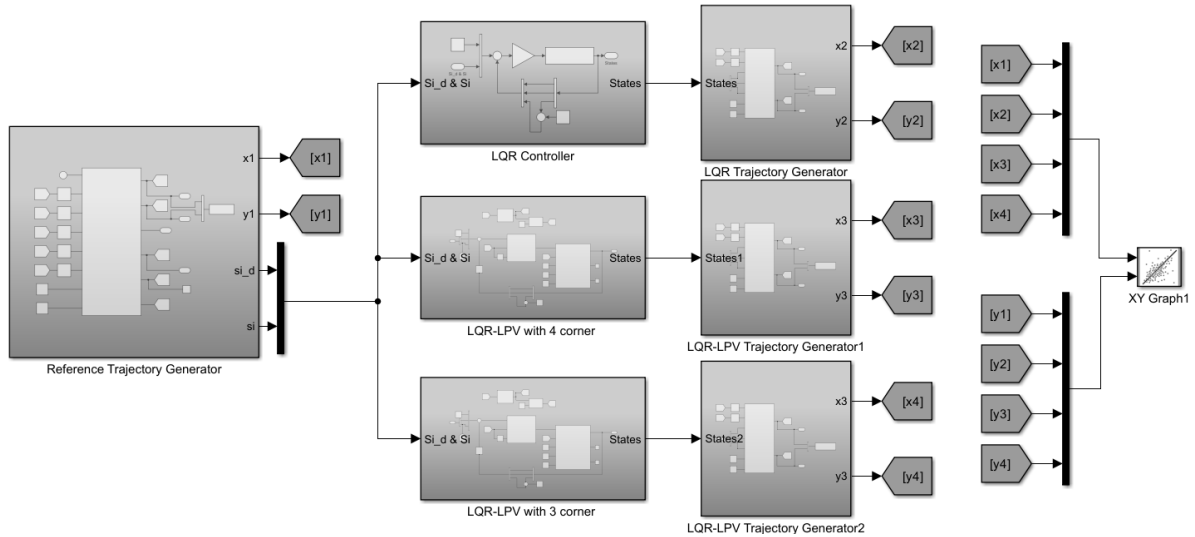 x1
[x1]
y1
[y1]
si_d
si
Reference Trajectory Generator
Si_d & Si
States
LQR Controller
States
x2
[x2]
y2
[y2]
LQR Trajectory Generator
Si_d & Si
States
LQR-LPV with 4 corner
States1
x3
[x3]
y3
[y3]
LQR-LPV Trajectory Generator1
Si_d & Si
States
LQR-LPV with 3 corner
States2
x3
[x4]
y3
[y4]
LQR-LPV Trajectory Generator2
[x1]
[x2]
[x3]
[x4]
[y1]
[y2]
[y3]
[y4]
XY Graph1